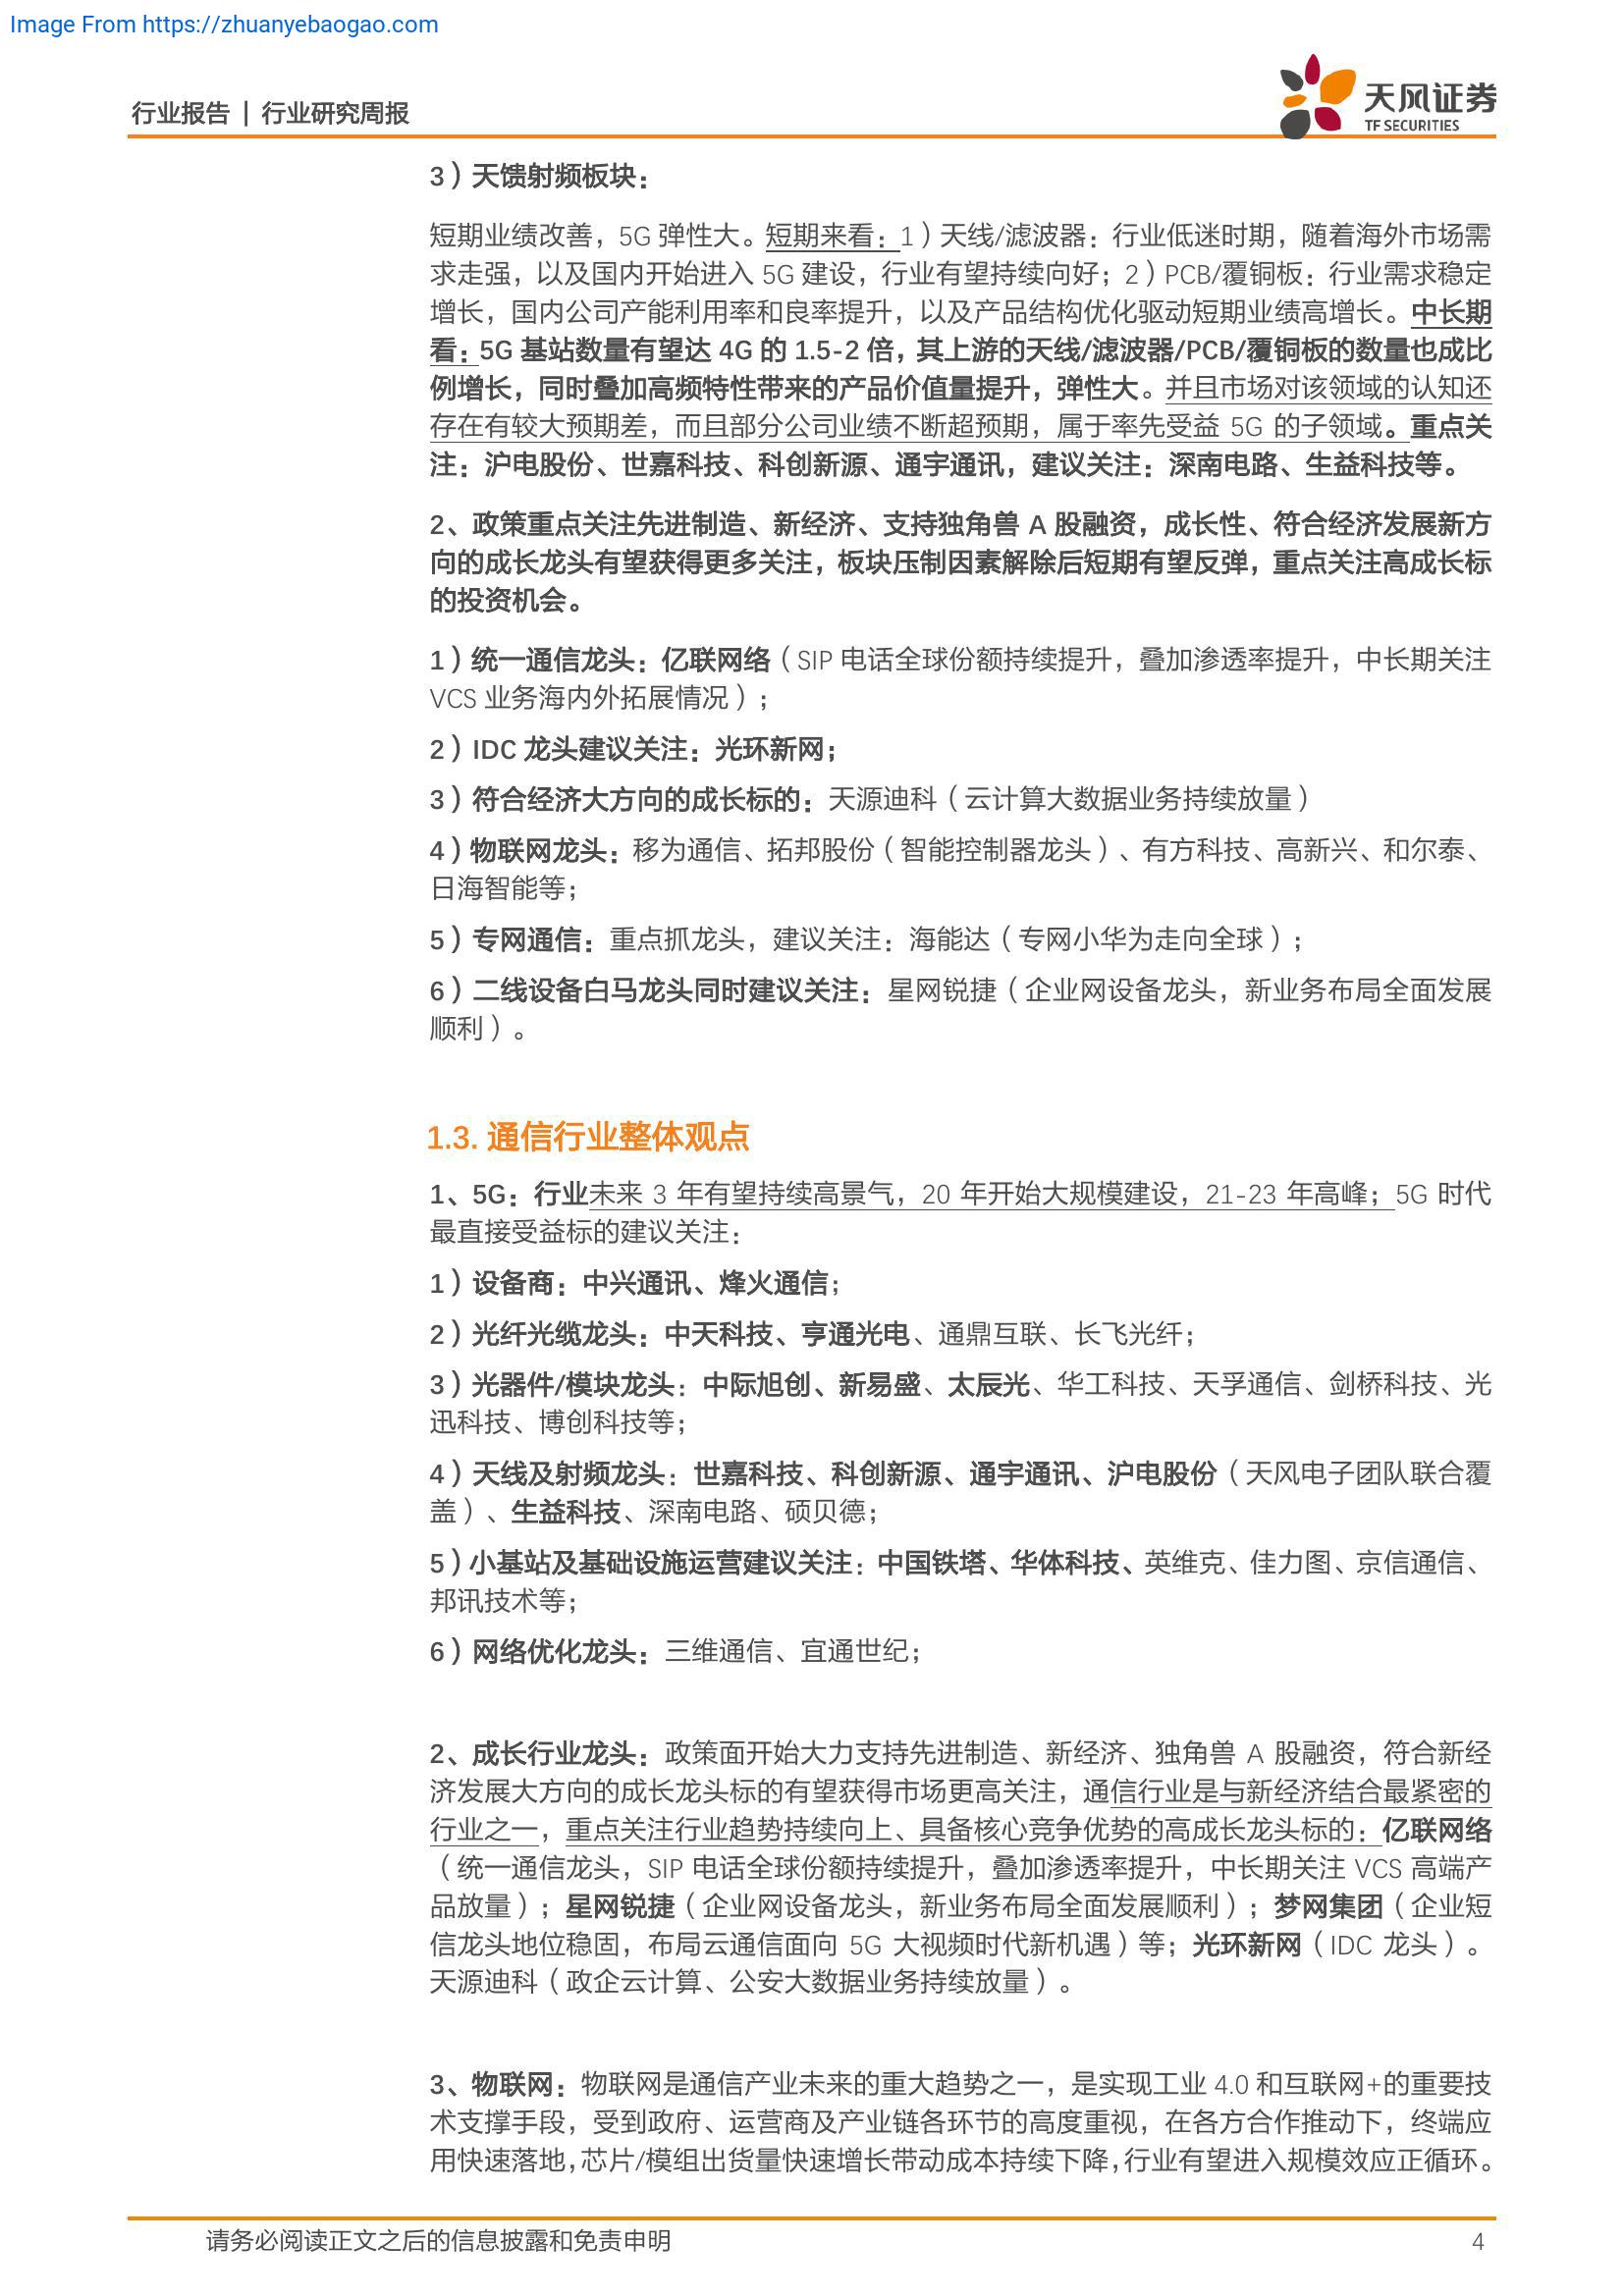 Image From https://zhuanyebaogao.com
行业报告 | 行业研究周报
天风证券
TF SECURITIES
3）天馈射频板块：
短期业绩改善，5G 弹性大。短期来看：1）天线/滤波器：行业低迷时期，随着海外市场需
求走强，以及国内开始进入 5G 建设，行业有望持续向好；2）PCB/覆铜板：行业需求稳定
增长，国内公司产能利用率和良率提升，以及产品结构优化驱动短期业绩高增长。中长期
看：5G 基站数量有望达 4G 的 1.5-2 倍，其上游的天线/滤波器/PCB/覆铜板的数量也成比
例增长，同时叠加高频特性带来的产品价值量提升，弹性大。并且市场对该领域的认知还
存在有较大预期差，而且部分公司业绩不断超预期，属于率先受益 5G 的子领域。重点关
注：沪电股份、世嘉科技、科创新源、通宇通讯，建议关注：深南电路、生益科技等。
2、政策重点关注先进制造、新经济、支持独角兽 A 股融资，成长性、符合经济发展新方
向的成长龙头有望获得更多关注，板块压制因素解除后短期有望反弹，重点关注高成长标
的投资机会。
1）统一通信龙头：亿联网络（SIP 电话全球份额持续提升，叠加渗透率提升，中长期关注
VCS 业务海内外拓展情况）；
2）IDC 龙头建议关注：光环新网；
3）符合经济大方向的成长标的：天源迪科（云计算大数据业务持续放量）
4）物联网龙头：移为通信、拓邦股份（智能控制器龙头）、有方科技、高新兴、和尔泰、
日海智能等；
5）专网通信：重点抓龙头，建议关注：海能达（专网小华为走向全球）；
6）二线设备白马龙头同时建议关注：星网锐捷（企业网设备龙头，新业务布局全面发展
顺利）。
1.3. 通信行业整体观点
1、5G：行业未来 3 年有望持续高景气，20 年开始大规模建设，21-23 年高峰；5G 时代
最直接受益标的建议关注：
1）设备商：中兴通讯、烽火通信；
2）光纤光缆龙头：中天科技、亨通光电、通鼎互联、长飞光纤；
3）光器件/模块龙头：中际旭创、新易盛、太辰光、华工科技、天孚通信、剑桥科技、光
迅科技、博创科技等；
4）天线及射频龙头：世嘉科技、科创新源、通宇通讯、沪电股份（天风电子团队联合覆
盖）、生益科技、深南电路、硕贝德；
5）小基站及基础设施运营建议关注：中国铁塔、华体科技、英维克、佳力图、京信通信、
邦讯技术等；
6）网络优化龙头：三维通信、宜通世纪；
2、成长行业龙头：政策面开始大力支持先进制造、新经济、独角兽 A 股融资，符合新经
济发展大方向的成长龙头标的有望获得市场更高关注，通信行业是与新经济结合最紧密的
行业之一，重点关注行业趋势持续向上、具备核心竞争优势的高成长龙头标的：亿联网络
（统一通信龙头，SIP 电话全球份额持续提升，叠加渗透率提升，中长期关注 VCS 高端产
品放量）；星网锐捷（企业网设备龙头，新业务布局全面发展顺利）；梦网集团（企业短
信龙头地位稳固，布局云通信面向 5G 大视频时代新机遇）等；光环新网（IDC 龙头）。
天源迪科（政企云计算、公安大数据业务持续放量）。
3、物联网：物联网是通信产业未来的重大趋势之一，是实现工业 4.0 和互联网+的重要技
术支撑手段，受到政府、运营商及产业链各环节的高度重视，在各方合作推动下，终端应
用快速落地，芯片/模组出货量快速增长带动成本持续下降，行业有望进入规模效应正循环。
请务必阅读正文之后的信息披露和免责申明
4